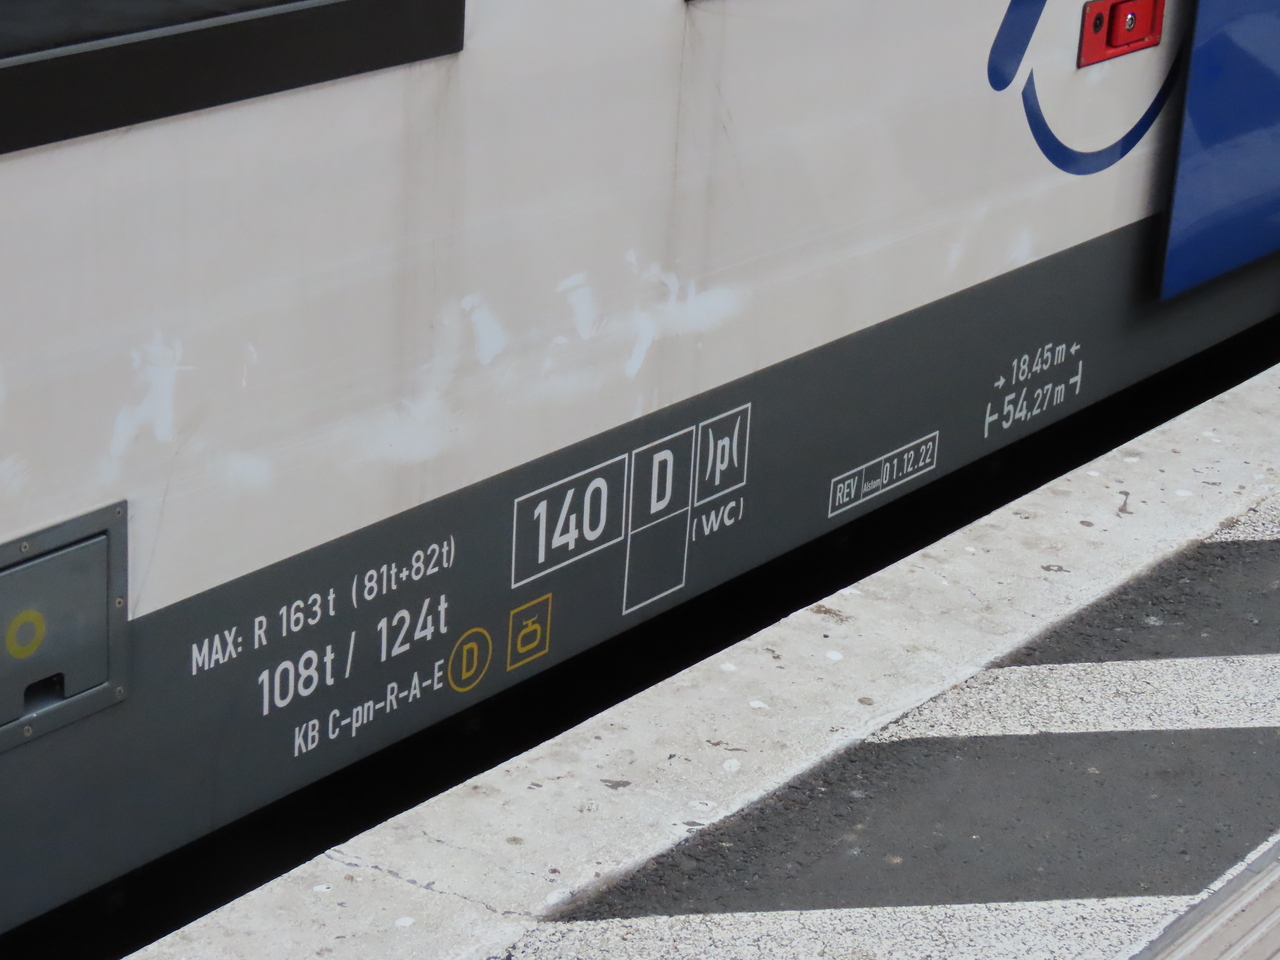 MAX: R 163t (81t+82t)
108t / 124t
KB C-pn-R-A-E D
140 D )p(
(WC)
REV Alstom 01.12.22
→ 18,45m ←
54,27m